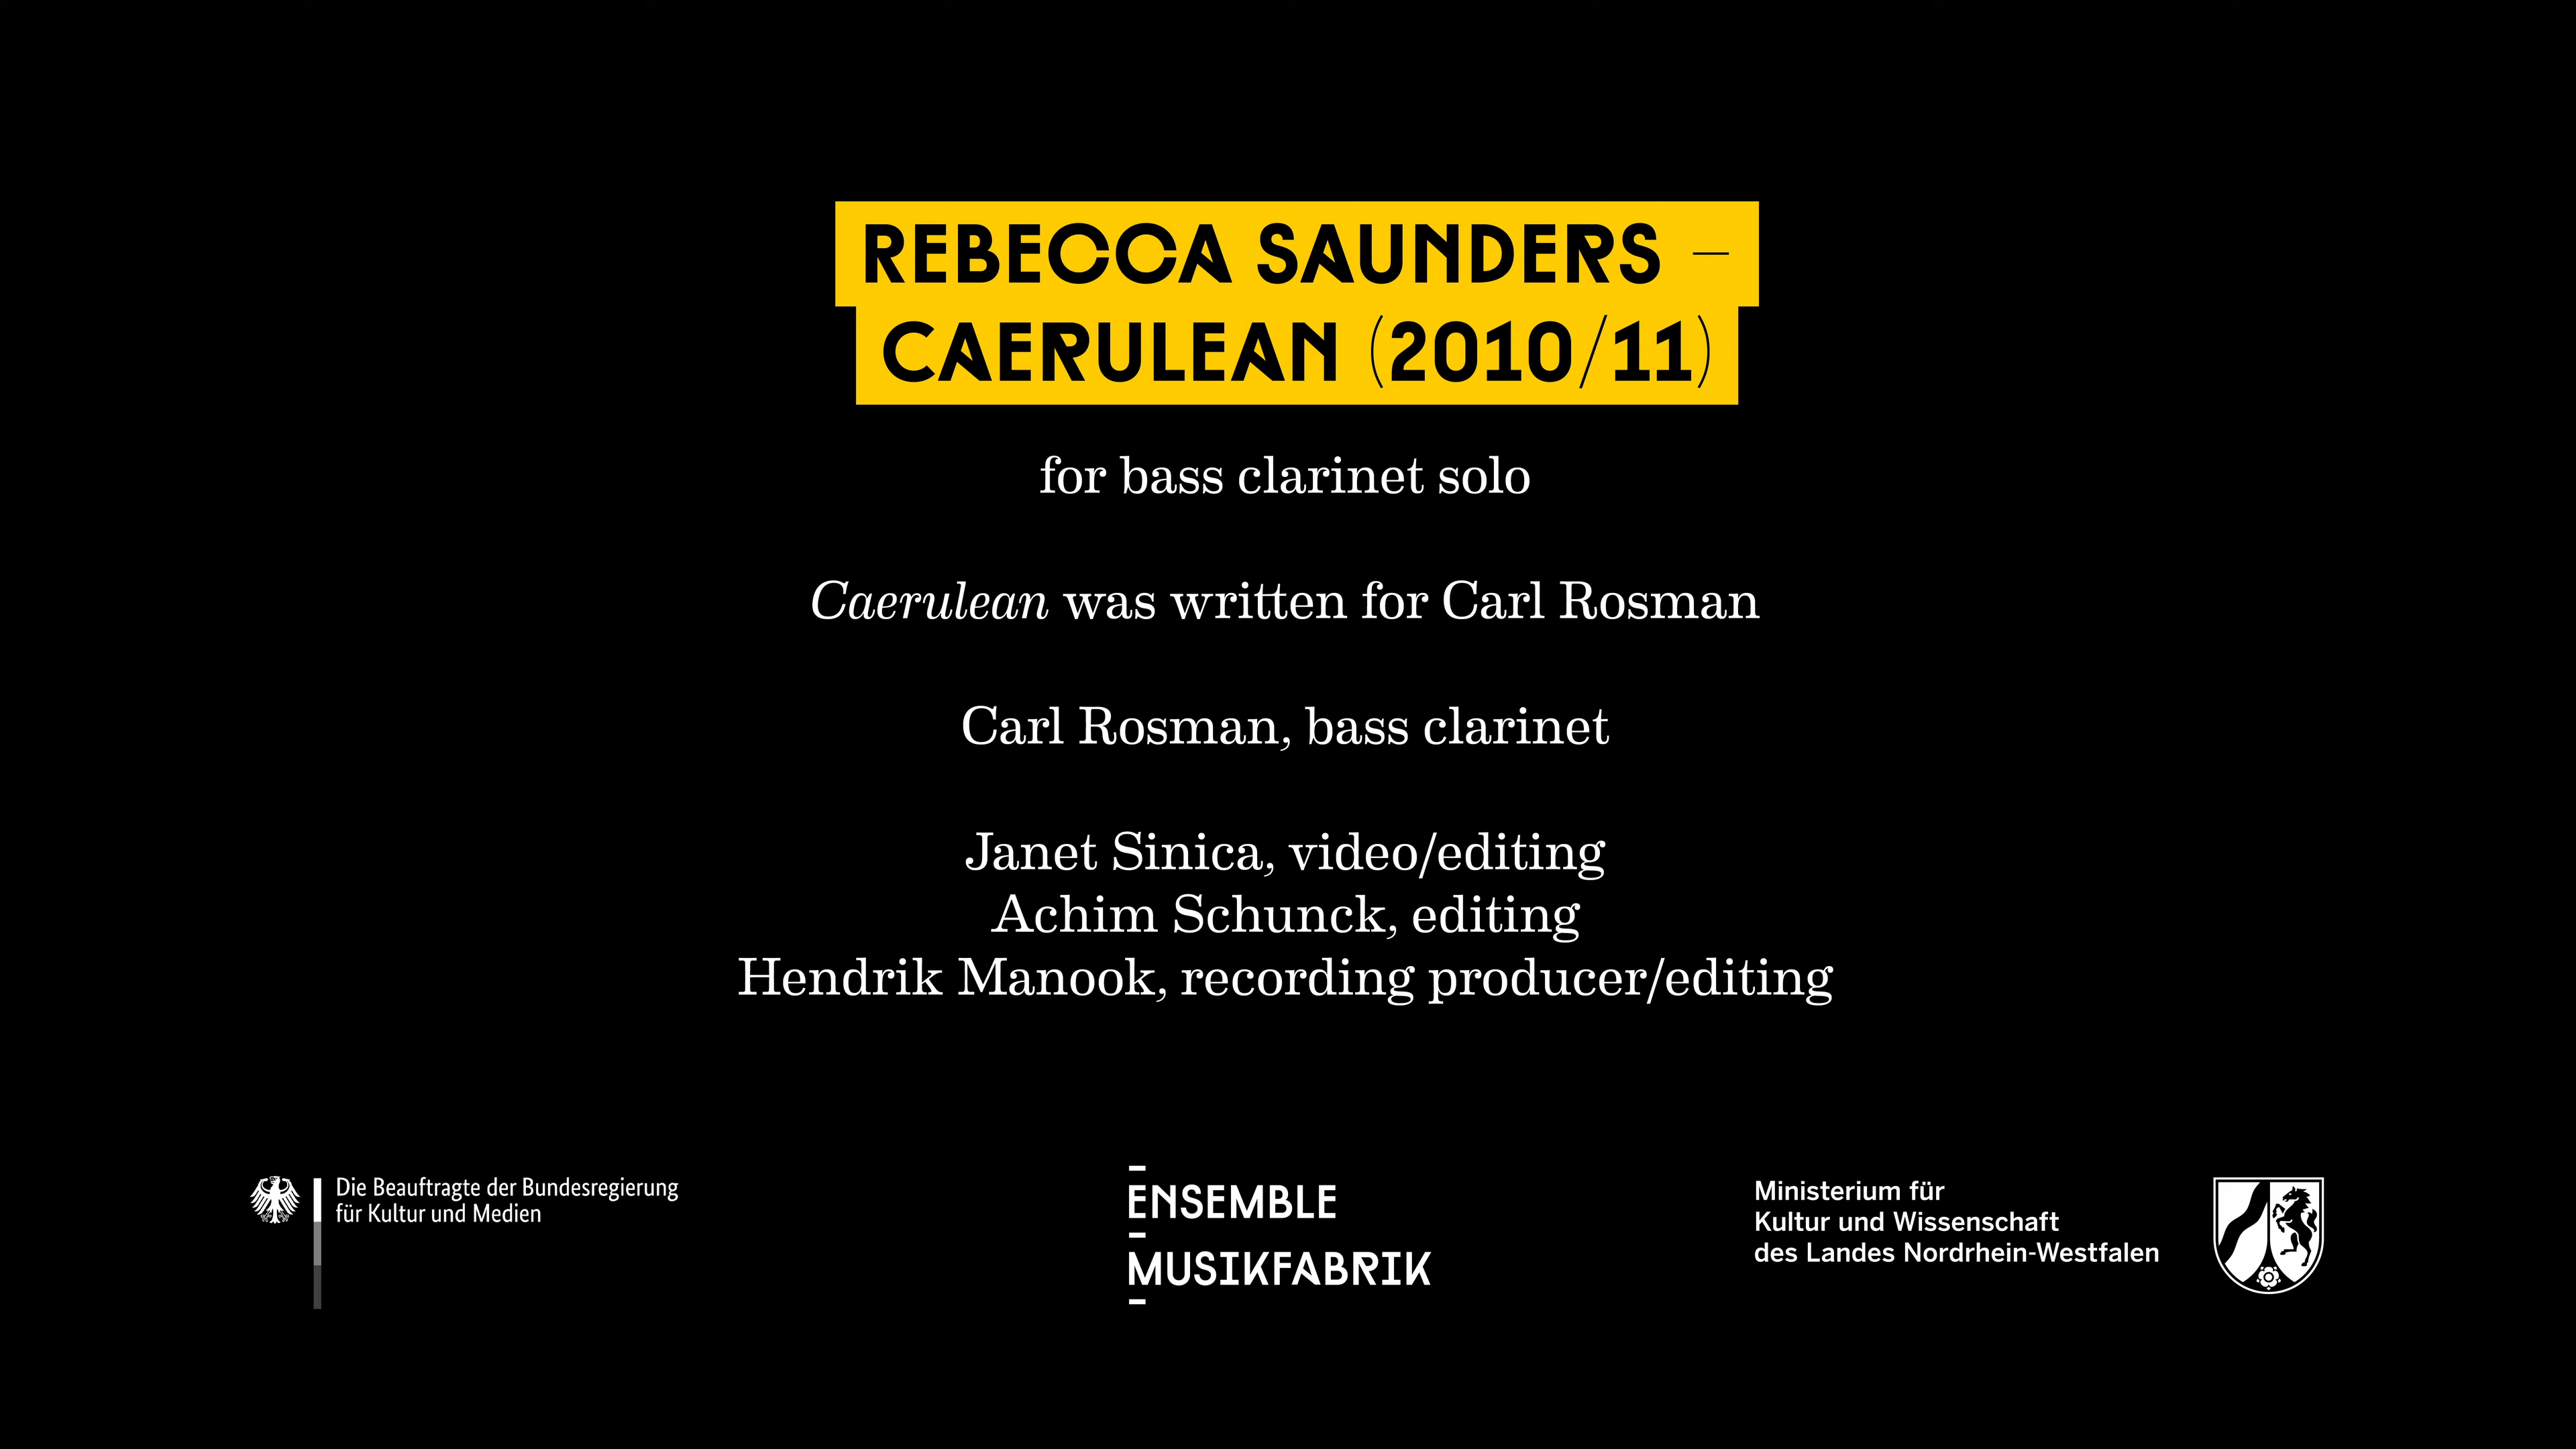 REBECCA SAUNDERS –
CAERULEAN (2010/11)
for bass clarinet solo
Caerulean was written for Carl Rosman
Carl Rosman, bass clarinet
Janet Sinica, video/editing
Achim Schunck, editing
Hendrik Manook, recording producer/editing
Die Beauftragte der Bundesregierung
für Kultur und Medien
ENSEMBLE
MUSIKFABRIK
Ministerium für
Kultur und Wissenschaft
des Landes Nordrhein-Westfalen